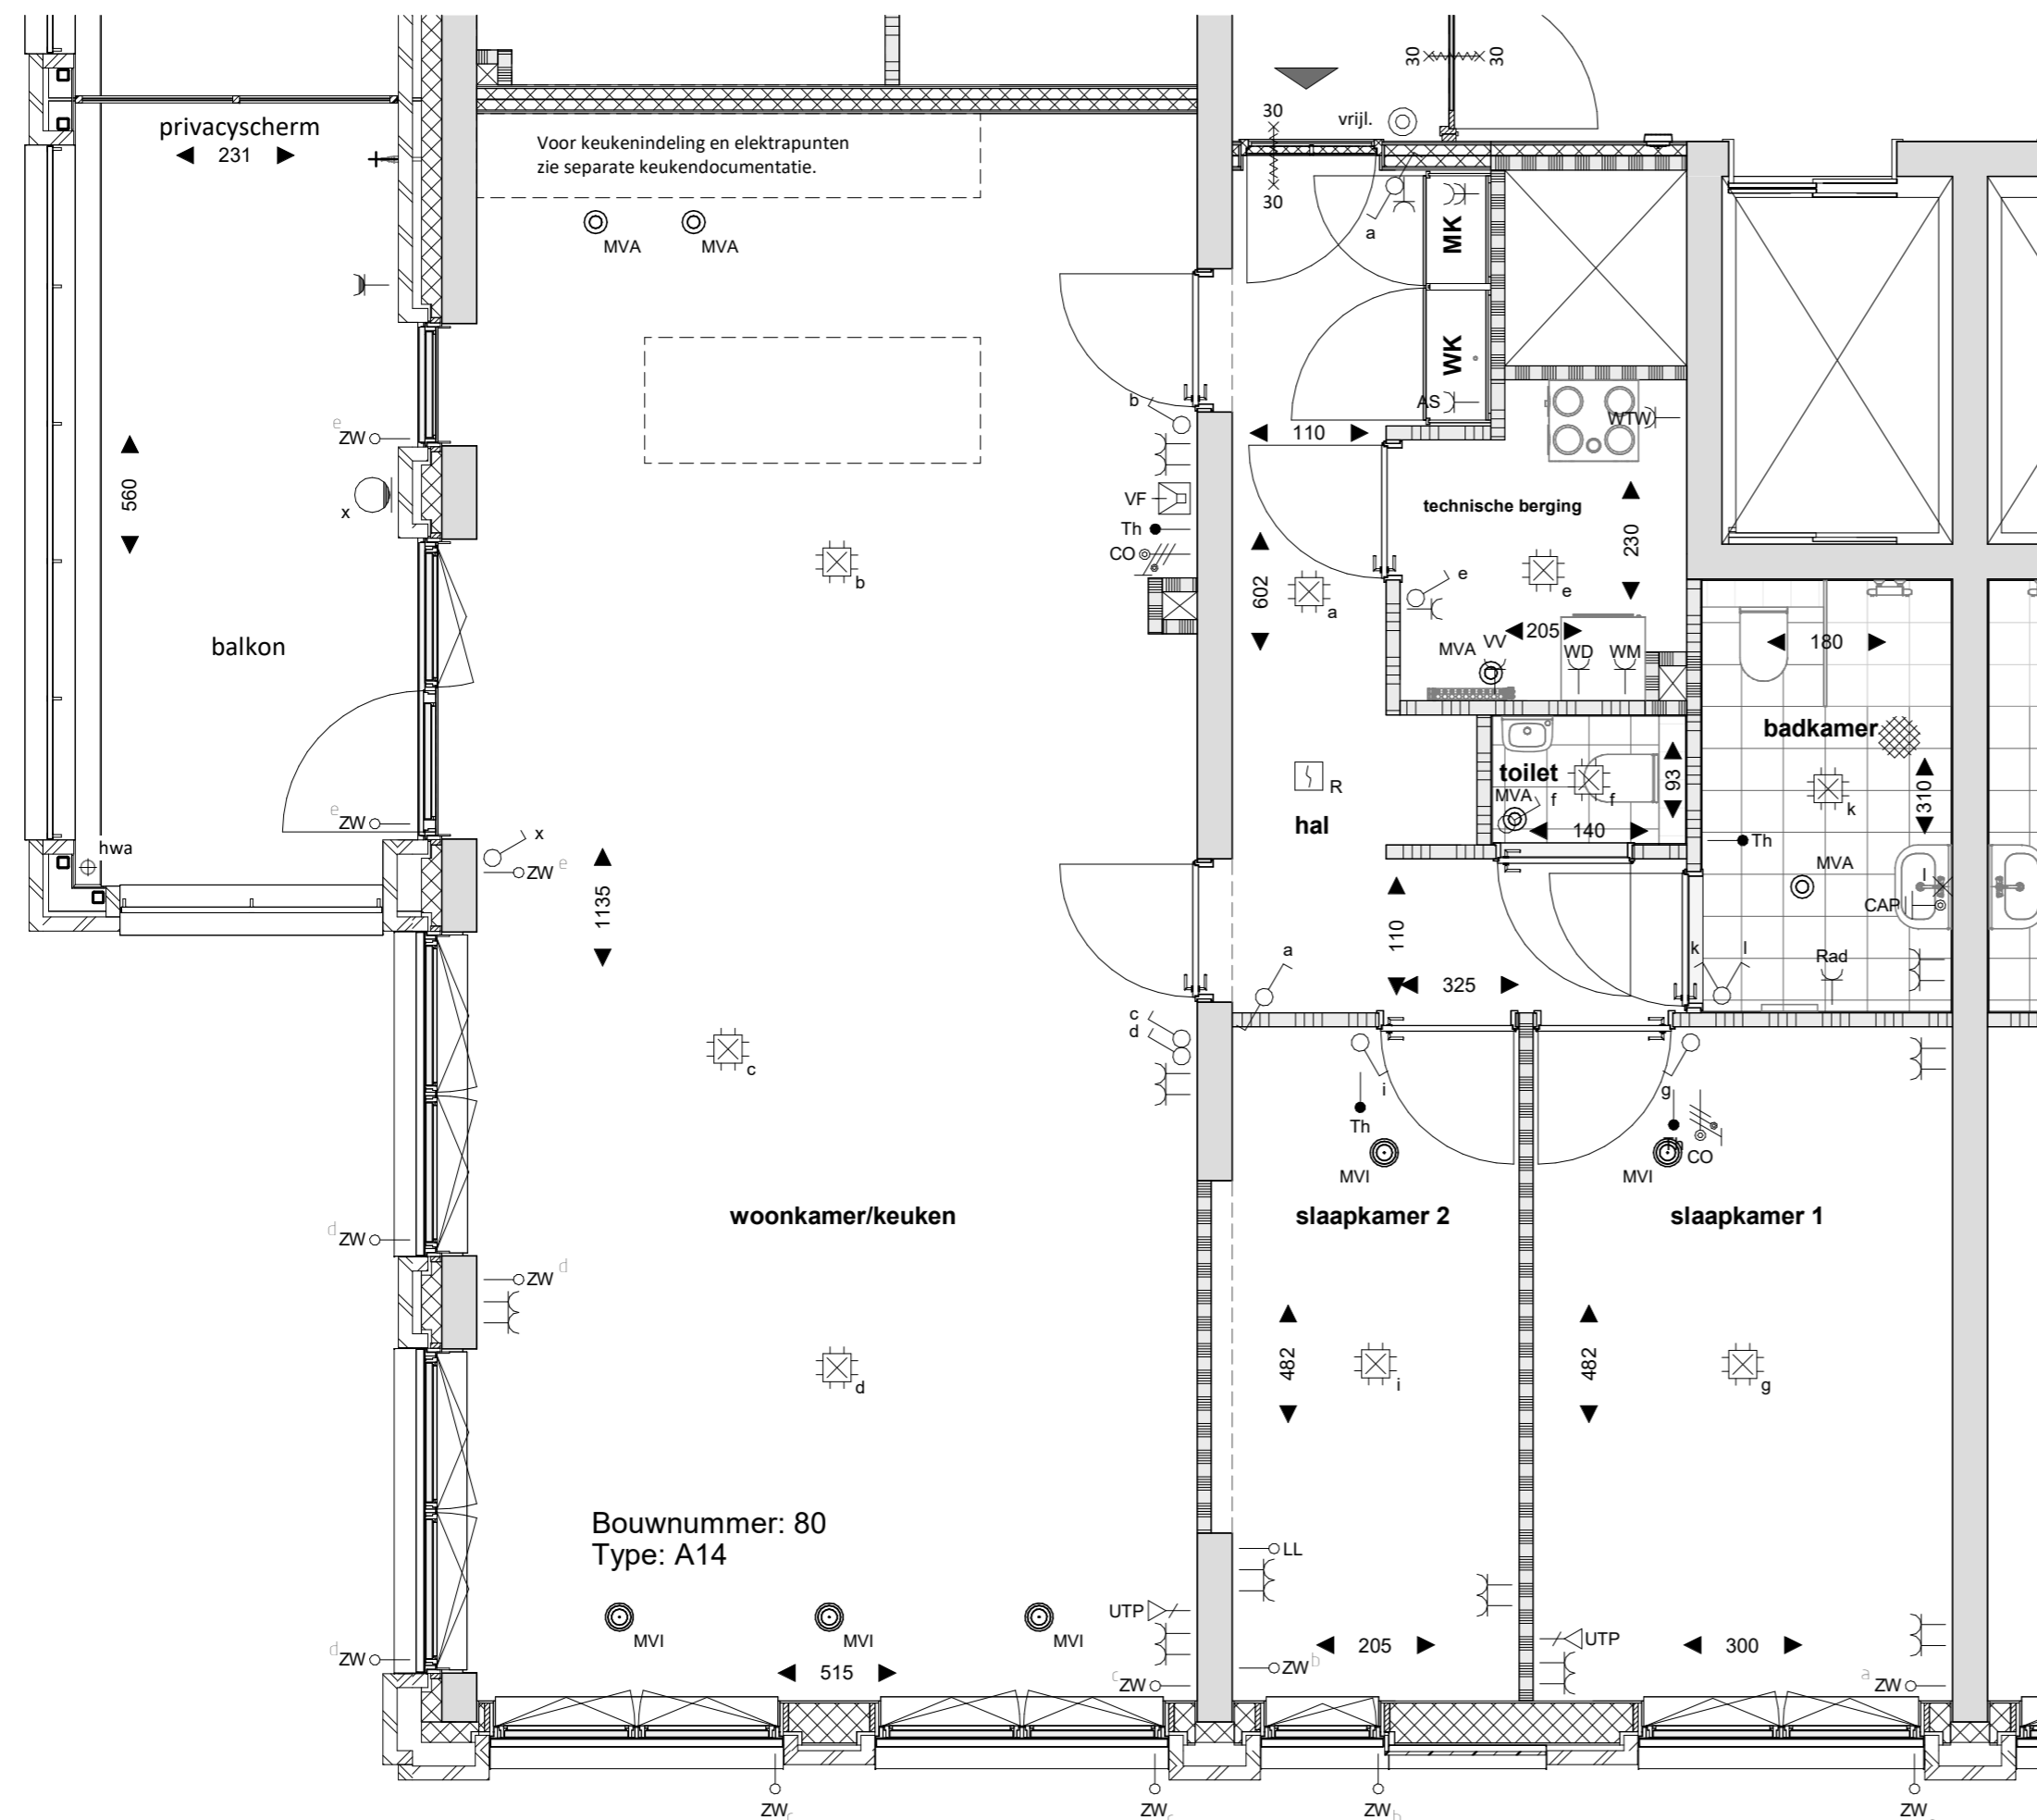 30
30
privacyscherm
231
Voor keukenindeling en elektrapunten
zie separate keukendocumentatie.
30
vrijl.
30
a
MK
MVA
MVA
WK
b
AS
WTW
110
e
ZW
560
x
VF
Th
CO
technische berging
230
b
602
a
e
e
205
MVA
VV
WD
WM
180
balkon
badkamer
R
toilet
93
MVA
f
f
310
k
hal
140
e
ZW
x
ZW
e
hwa
Th
MVA
l
CAP
1135
110
a
325
k
l
Rad
c
d
c
i
g
Th
Th
CO
MVI
MVI
woonkamer/keuken
slaapkamer 2
slaapkamer 1
d
ZW
ZW
d
482
482
d
i
g
Bouwnummer: 80
Type: A14
LL
UTP
UTP
MVI
MVI
MVI
d
ZW
515
205
300
ZW
b
c
ZW
a
ZW
ZW
c
ZW
c
ZW
b
ZW